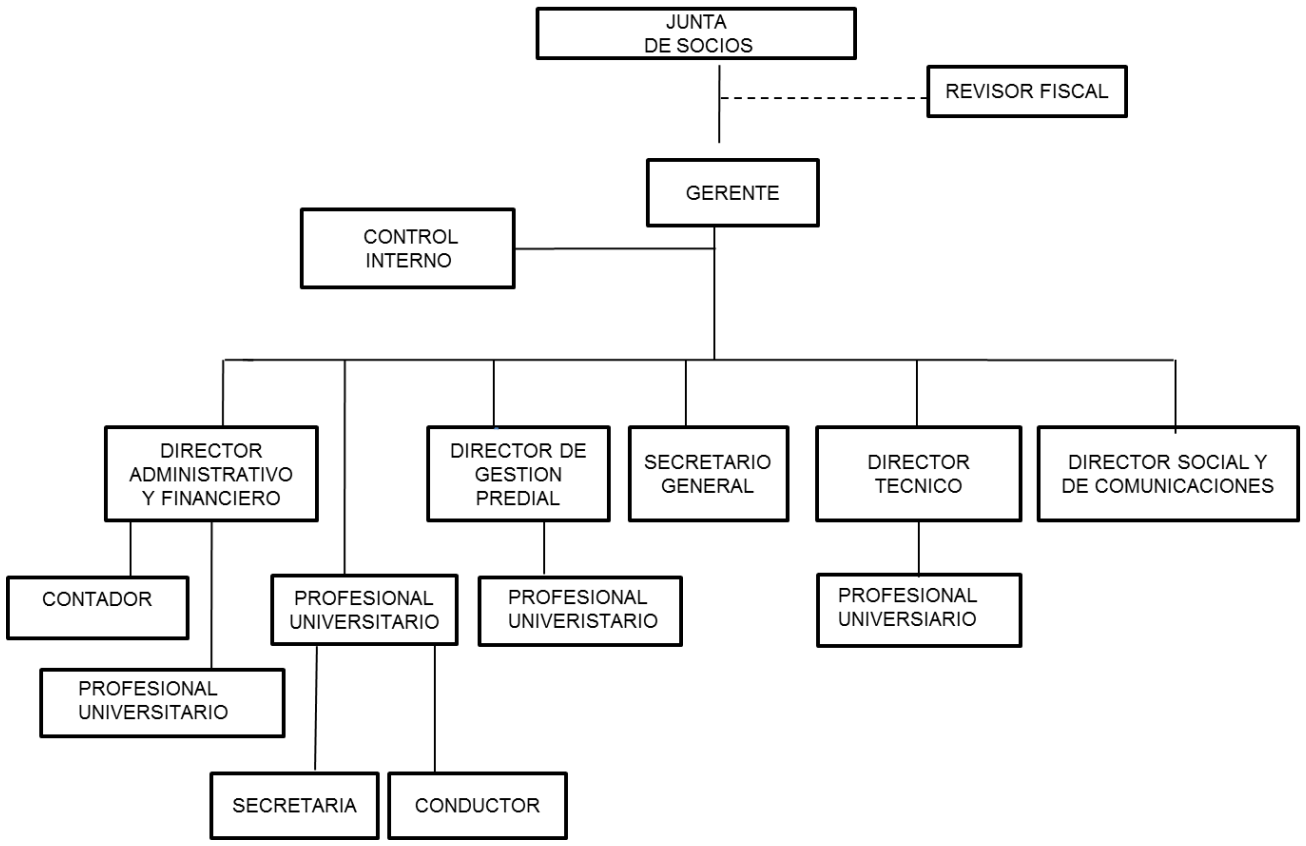 JUNTA
DE SOCIOS
REVISOR FISCAL
GERENTE
CONTROL
INTERNO
DIRECTOR
ADMINISTRATIVO
Y FINANCIERO
DIRECTOR DE
GESTION
PREDIAL
SECRETARIO
GENERAL
DIRECTOR
TECNICO
DIRECTOR SOCIAL Y
DE COMUNICACIONES
CONTADOR
PROFESIONAL
UNIVERSITARIO
PROFESIONAL
UNIVERISTARIO
PROFESIONAL
UNIVERSIARIO
PROFESIONAL
UNIVERSITARIO
SECRETARIA
CONDUCTOR